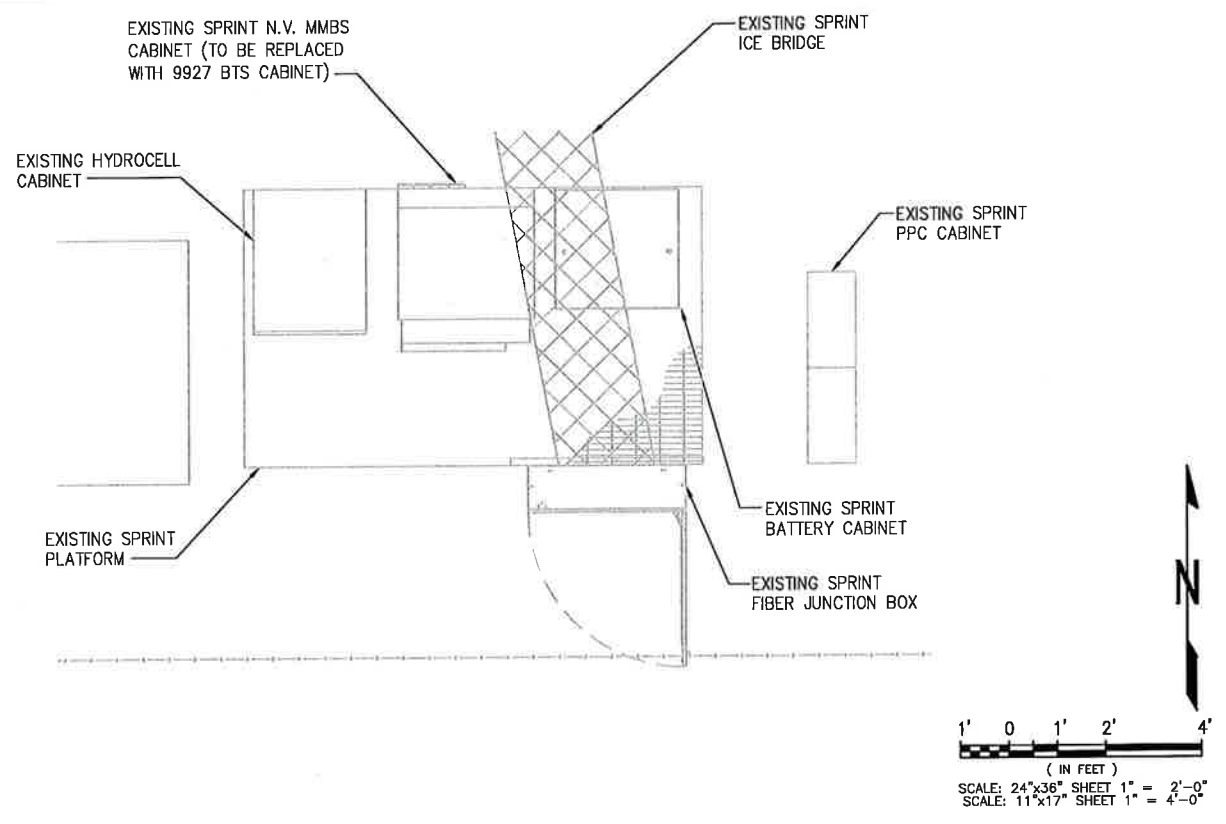 EXISTING SPRINT N.V. MMBS
CABINET (TO BE REPLACED
WITH 9927 BTS CABINET)
EXISTING SPRINT
ICE BRIDGE
EXISTING HYDROCELL
CABINET
EXISTING SPRINT
PPC CABINET
EXISTING SPRINT
PLATFORM
EXISTING SPRINT
BATTERY CABINET
EXISTING SPRINT
FIBER JUNCTION BOX
N
1' 0 1' 2' 4'
( IN FEET )
SCALE: 24"x36" SHEET 1" = 2'-0"
SCALE: 11"x17" SHEET 1" = 4'-0"